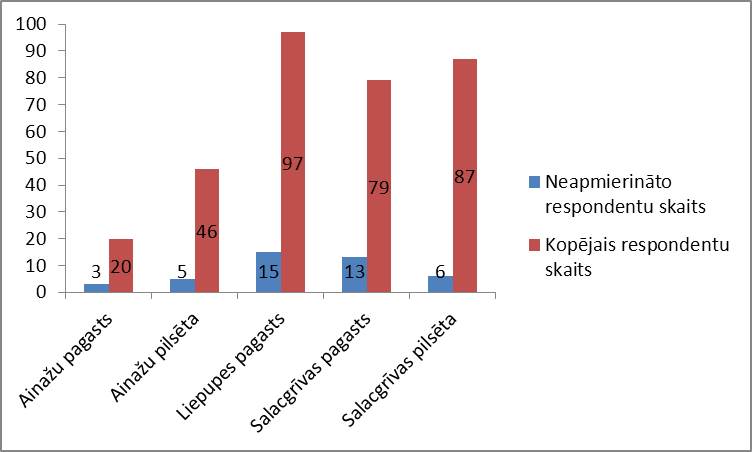 100
90
80
70
60
50
40
30
20
10
0
3
20
5
46
15
97
13
79
6
87
Ainažu pagasts
Ainažu pilsēta
Liepupes pagasts
Salacgrīvas pagasts
Salacgrīvas pilsēta
Neapmierināto
respondentu skaits
Kopējais respondentu
skaits